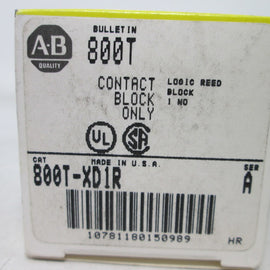 BULLETIN
A-B
QUALITY
800T
CONTACT BLOCK ONLY
LOGIC REED BLOCK
1 NO
UL
SA
CAT
MADE IN U.S.A.
SER
800T-XD1R
A
10781180150989
HR